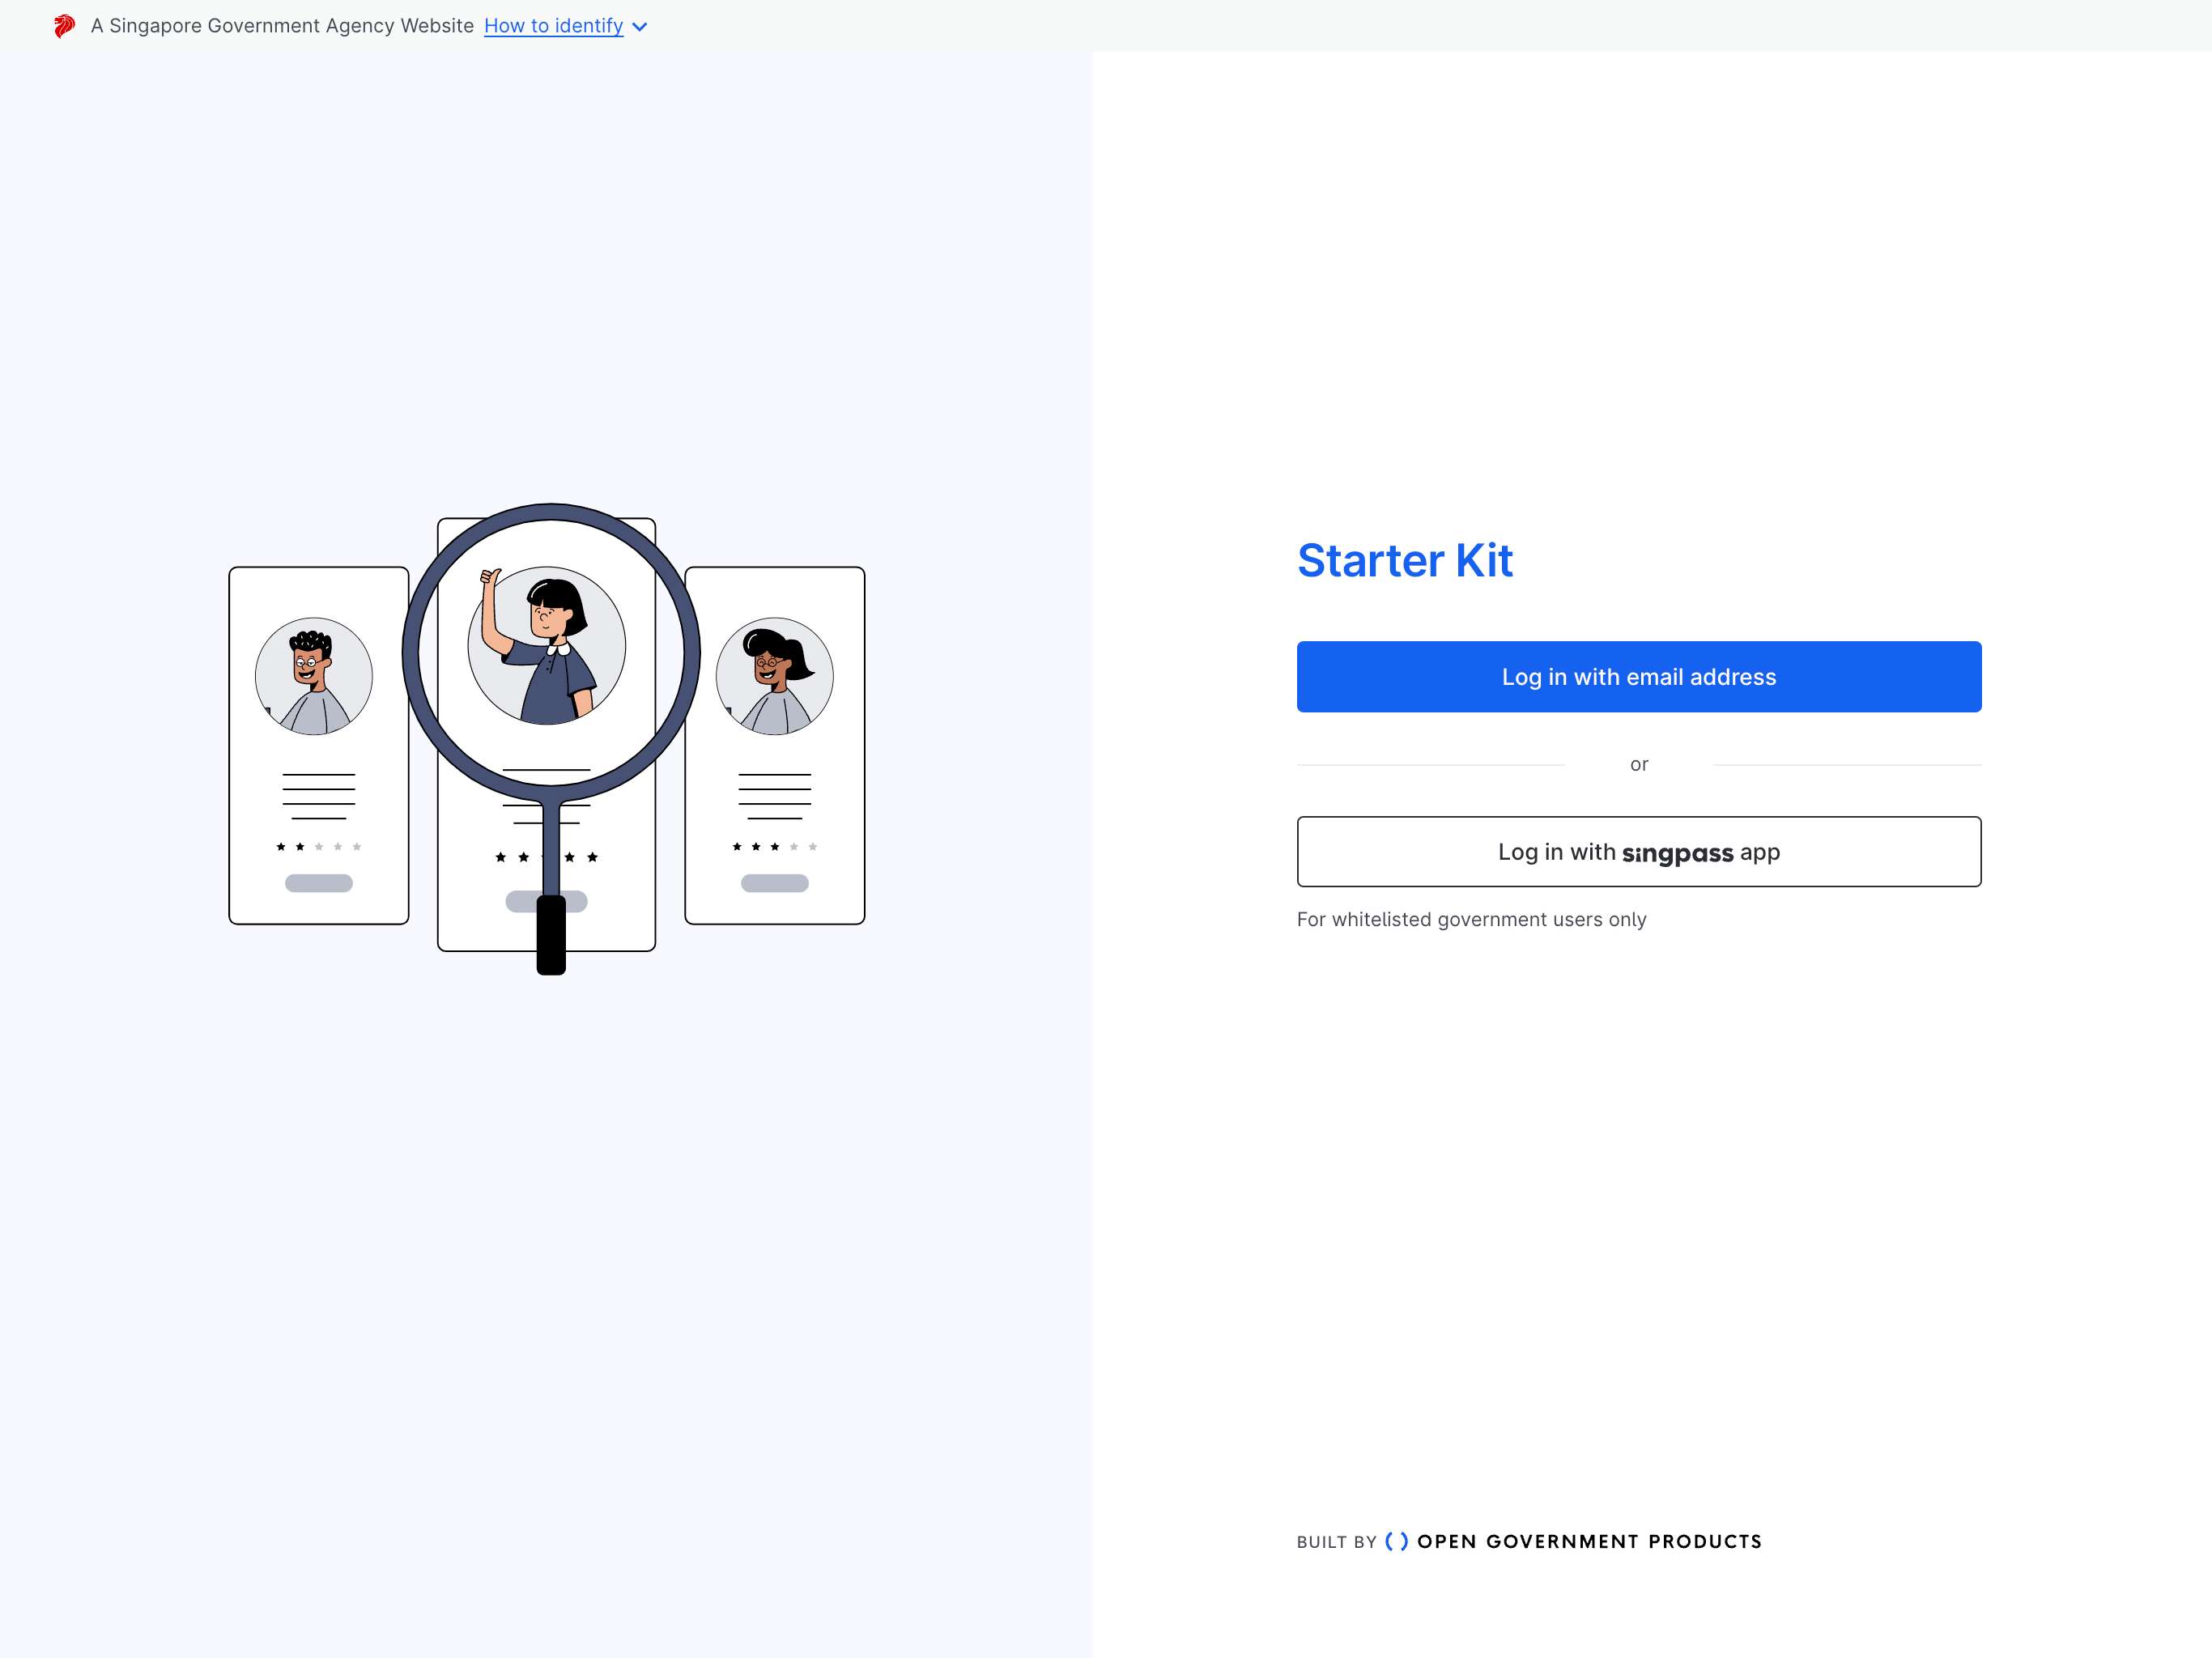 A Singapore Government Agency Website How to identify
Starter Kit
Log in with email address
or
Log in with singpass app
For whitelisted government users only
BUILT BY OPEN GOVERNMENT PRODUCTS